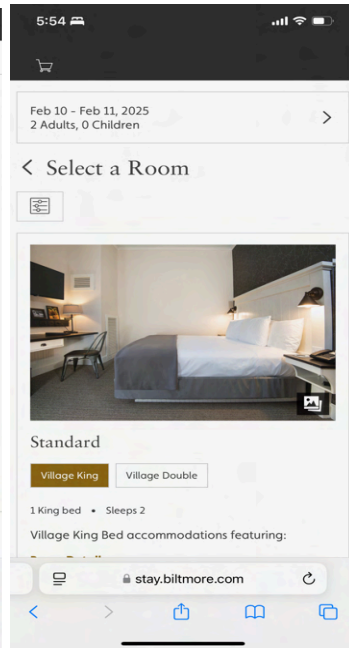 5:54
Feb 10 - Feb 11, 2025
2 Adults, 0 Children
Select a Room
Standard
Village King
Village Double
1 King bed • Sleeps 2
Village King Bed accommodations featuring:
stay.biltmore.com